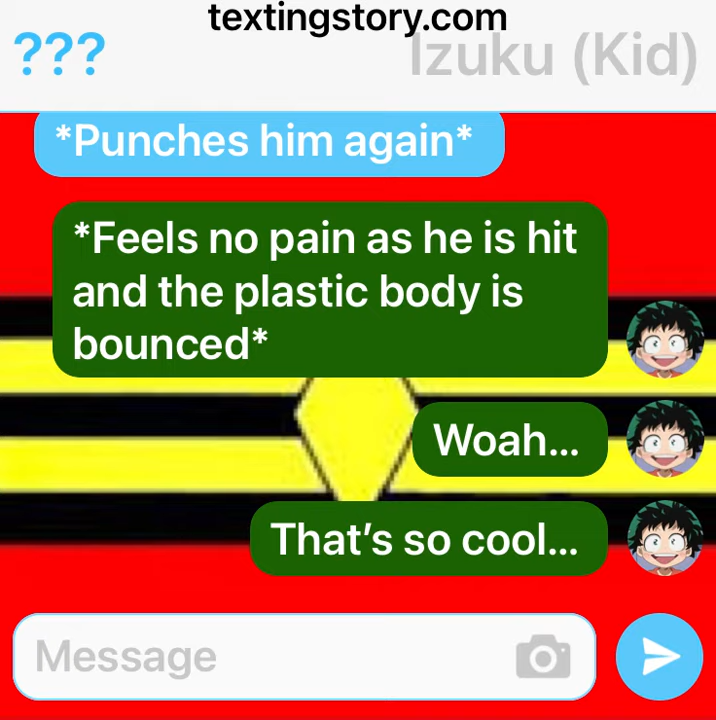 textingstory.com
??? Izuku (Kid)
*Punches him again*
*Feels no pain as he is hit
and the plastic body is
bounced*
Woah...
That's so cool...
Message